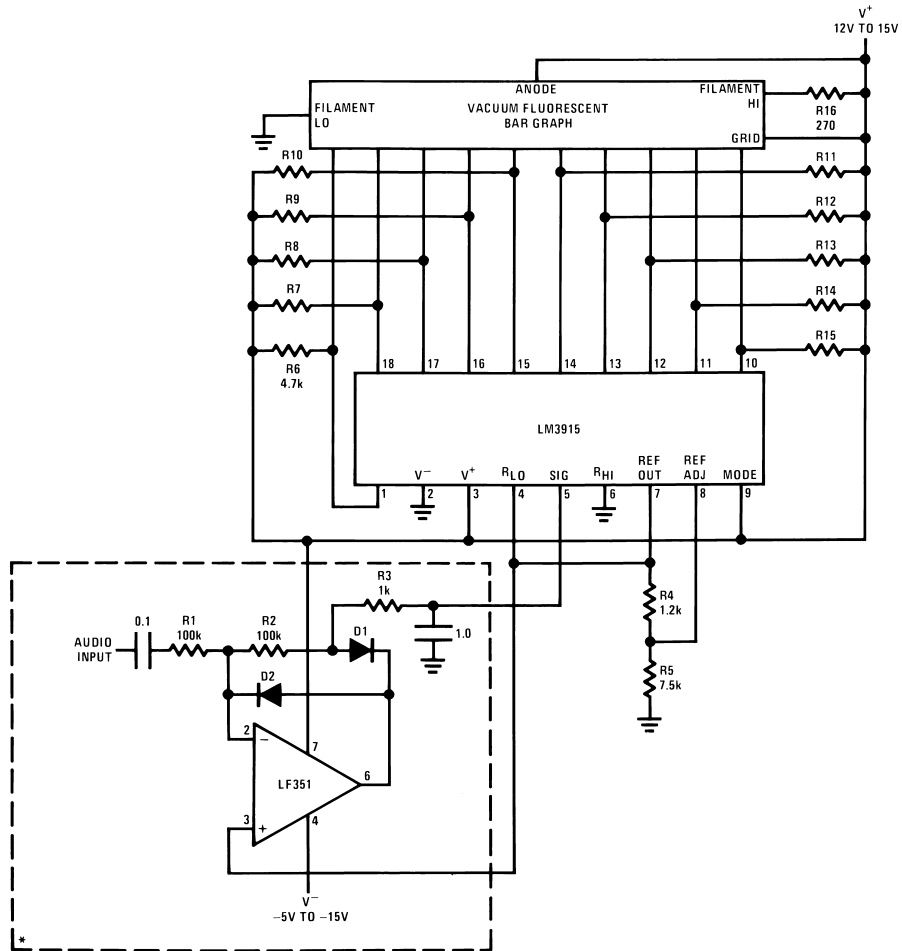 V+
12V TO 15V
ANODE
FILAMENT LO
VACUUM FLUORESCENT
BAR GRAPH
FILAMENT HI
GRID
R16
270
R10
R11
R9
R12
R8
R13
R7
R14
R6
4.7k
R15
18
17
16
15
14
13
12
11
10
LM3915
V−
V+
RLO
SIG
RHI
REF OUT
REF ADJ
MODE
1
2
3
4
5
6
7
8
9
R3
1k
R4
1.2k
AUDIO INPUT
0.1
R1
100k
R2
100k
D1
1.0
R5
7.5k
D2
2
−
7
LF351
6
3
+
4
V−
−5V TO −15V
*